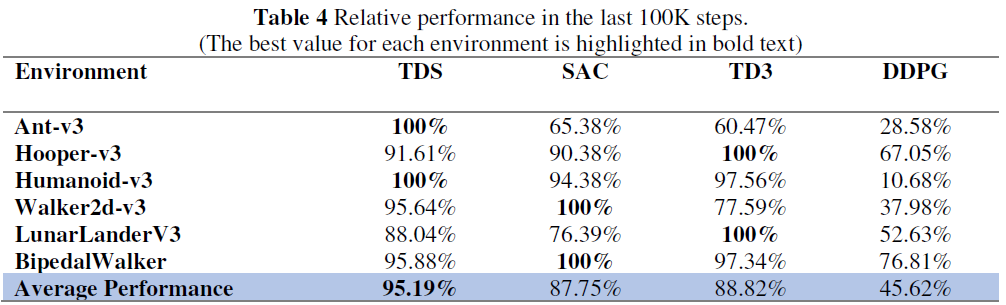 Table 4 Relative performance in the last 100K steps.
(The best value for each environment is highlighted in bold text)
Environment TDS SAC TD3 DDPG
Ant-v3 100% 65.38% 60.47% 28.58%
Hooper-v3 91.61% 90.38% 100% 67.05%
Humanoid-v3 100% 94.38% 97.56% 10.68%
Walker2d-v3 95.64% 100% 77.59% 37.98%
LunarLanderV3 88.04% 76.39% 100% 52.63%
BipedalWalker 95.88% 100% 97.34% 76.81%
Average Performance 95.19% 87.75% 88.82% 45.62%